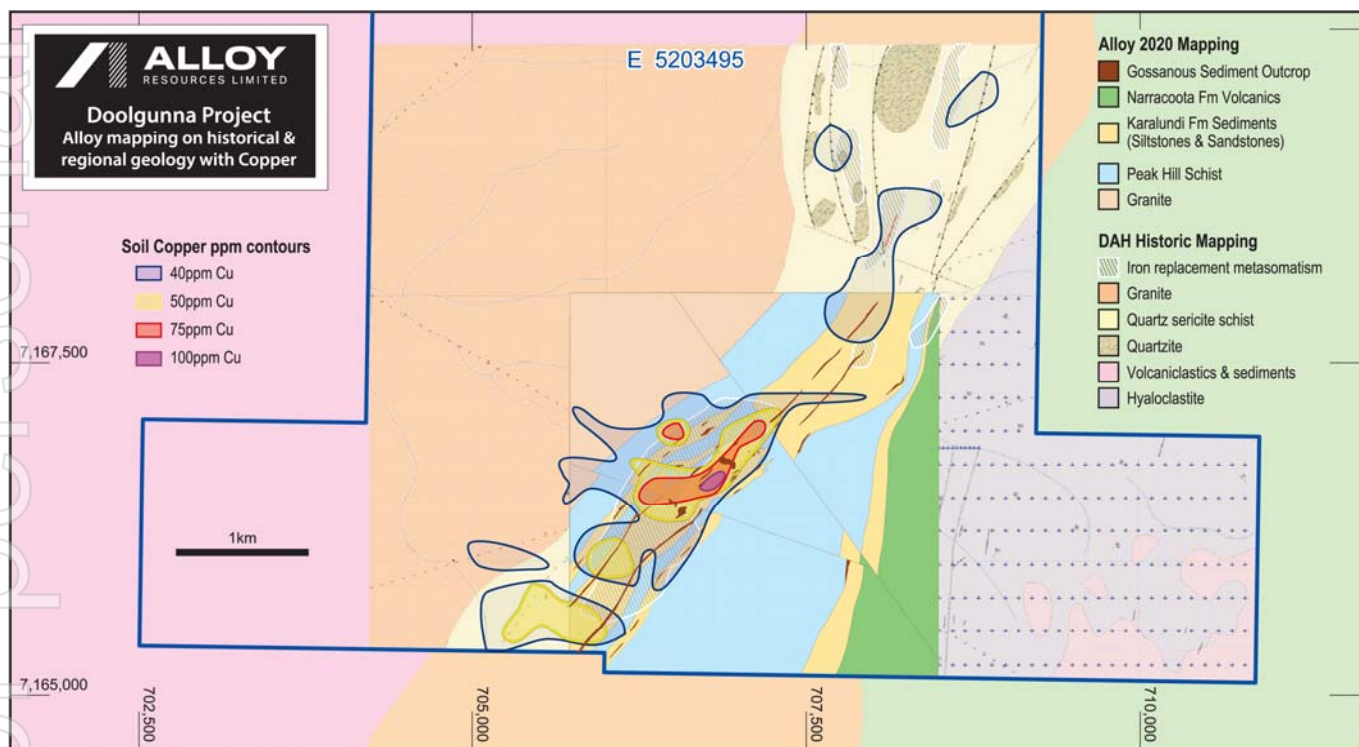 ALLOY
RESOURCES LIMITED
Doolgunna Project
Alloy mapping on historical &
regional geology with Copper
E 5203495
Soil Copper ppm contours
40ppm Cu
50ppm Cu
75ppm Cu
100ppm Cu
1km
7,167,500
7,165,000
702,500
705,000
707,500
710,000
Alloy 2020 Mapping
Gossanous Sediment Outcrop
Narracoota Fm Volcanics
Karalundi Fm Sediments
(Siltstones & Sandstones)
Peak Hill Schist
Granite
DAH Historic Mapping
Iron replacement metasomatism
Granite
Quartz sericite schist
Quartzite
Volcaniclastics & sediments
Hyaloclastite